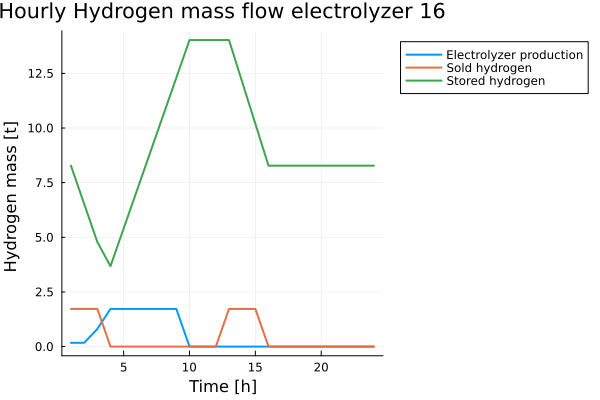 Hourly Hydrogen mass flow electrolyzer 16
Electrolyzer production
Sold hydrogen
Stored hydrogen
Hydrogen mass [t]
12.5
10.0
7.5
5.0
2.5
0.0
5 10 15 20
Time [h]